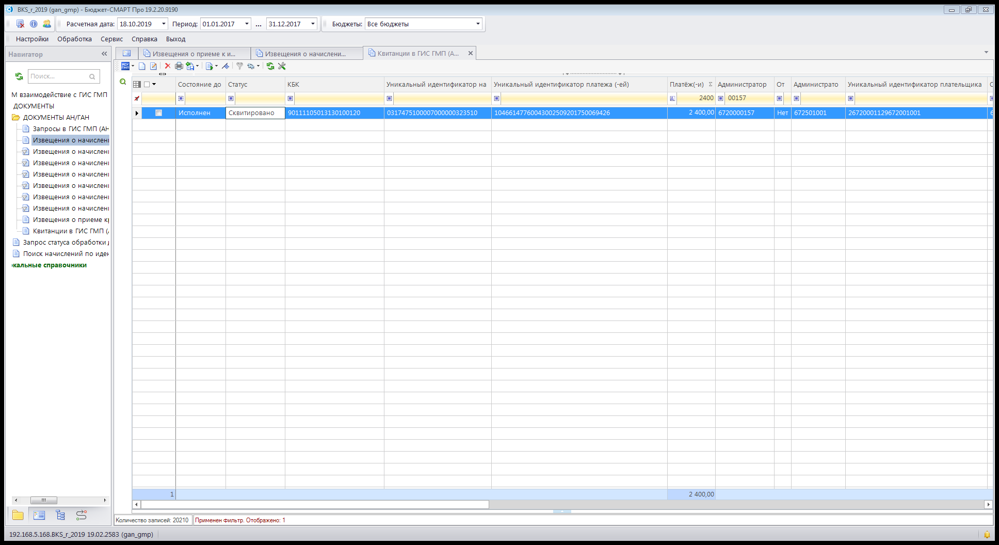 BKS_r_2019 (gan_gmp) - Бюджет-СМАРТ Про 19.2.20.9190
Расчетная дата: 18.10.2019 Период: 01.01.2017 ... 31.12.2017 Бюджеты: Все бюджеты
Настройки Обработка Сервис Справка Выход
Навигатор
Извещения о приеме к и...
Извещения о начислени...
Квитанции в ГИС ГМП (А...
РСУ ГМП
Поиск...
М взаимодействие с ГИС ГМП
ДОКУМЕНТЫ
ДОКУМЕНТЫ АН/ГАН
Запросы в ГИС ГМП (АН
Извещения о начислени
Извещения о начислени
Извещения о начислени
Извещения о начислени
Извещения о начислени
Извещения о начислени
Извещения о начислени
Извещения о приеме к
Квитанции в ГИС ГМП (
Запрос статуса обработки
Поиск начислений по иден
кальные справочники
Состояние до Статус КБК Уникальный идентификатор на Уникальный идентификатор платежа (-ей) Платёж(-и) Σ Администратор От Администрато Уникальный идентификатор плательщика
A 2400 00157
Исполнен Сквитировано 90111105013130100120 0317475100007000000323510 10466147760043002509201750069426 2 400,00 6720000157 Нет 672501001 26720001129672001001
1 2 400,00
Количество записей: 20210 Применен фильтр. Отображено: 1
192.168.5.168.BKS_r_2019 19.02.2583 (gan_gmp)